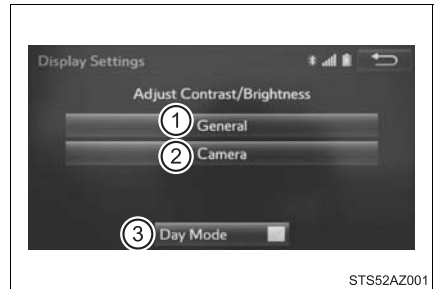 Display Settings
Adjust Contrast/Brightness
1 General
2 Camera
3 Day Mode
STS52AZ001